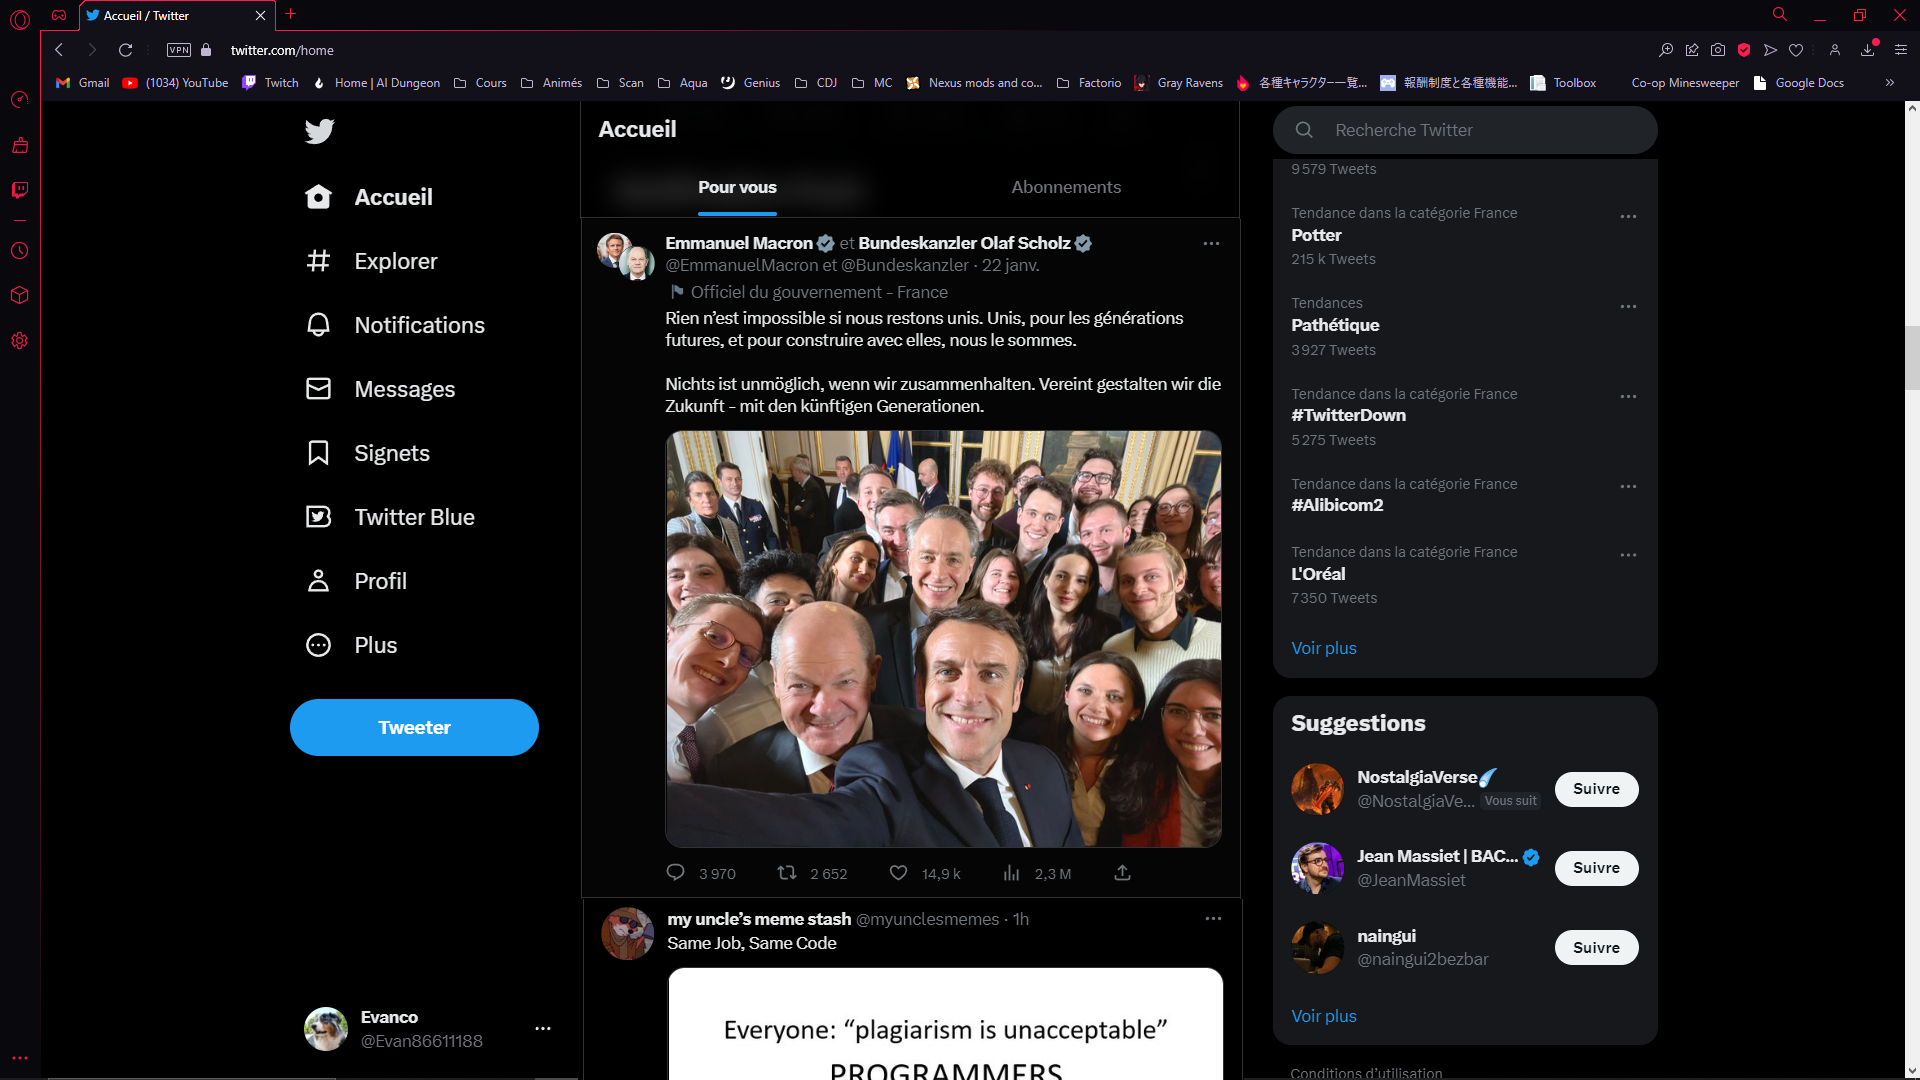 Accueil / Twitter
VPN
twitter.com/home
Gmail
(1034) YouTube
Twitch
Home | AI Dungeon
Cours
Animés
Scan
Aqua
Genius
CDJ
MC
Nexus mods and co...
Factorio
Gray Ravens
各種キャラクター一覧...
報酬制度と各種機能...
Toolbox
Co-op Minesweeper
Google Docs
Accueil
Explorer
Notifications
Messages
Signets
Twitter Blue
Profil
Plus
Tweeter
Evanco
@Evan86611188
Accueil
Pour vous
Abonnements
Emmanuel Macron et Bundeskanzler Olaf Scholz
@EmmanuelMacron et @Bundeskanzler · 22 janv.
Officiel du gouvernement - France
Rien n’est impossible si nous restons unis. Unis, pour les générations
futures, et pour construire avec elles, nous le sommes.
Nichts ist unmöglich, wenn wir zusammenhalten. Vereint gestalten wir die
Zukunft – mit den künftigen Generationen.
3 970
2 652
14,9 k
2,3 M
my uncle’s meme stash @myunclesmemes · 1h
Same Job, Same Code
Everyone: “plagiarism is unacceptable”
PROGRAMMERS
Recherche Twitter
9 579 Tweets
Tendance dans la catégorie France
Potter
215 k Tweets
Tendances
Pathétique
3 927 Tweets
Tendance dans la catégorie France
#TwitterDown
5 275 Tweets
Tendance dans la catégorie France
#Alibicom2
Tendance dans la catégorie France
L'Oréal
7 350 Tweets
Voir plus
Suggestions
NostalgiaVerse
@NostalgiaVe... Vous suit
Suivre
Jean Massiet | BAC...
@JeanMassiet
Suivre
naingui
@naingui2bezbar
Suivre
Voir plus
Conditions d’utilisation